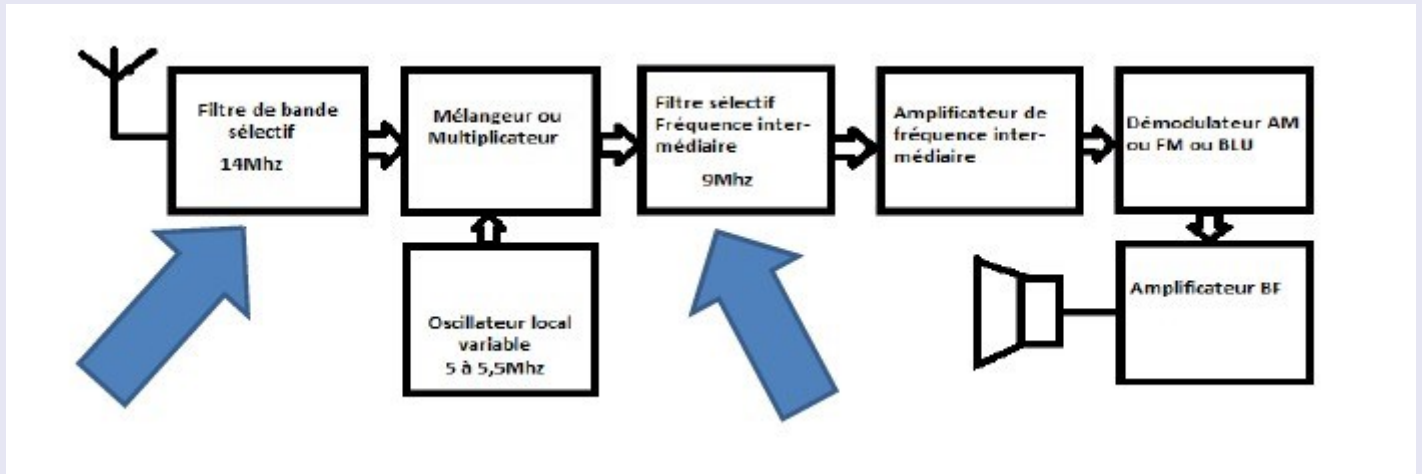 Filtre de bande
sélectif
14Mhz
Mélangeur ou
Multiplicateur
Filtre sélectif
Fréquence inter-
médiaire
9Mhz
Amplificateur de
fréquence inter-
médiaire
Démodulateur AM
ou FM ou BLU
Oscillateur local
variable
5 à 5,5Mhz
Amplificateur BF